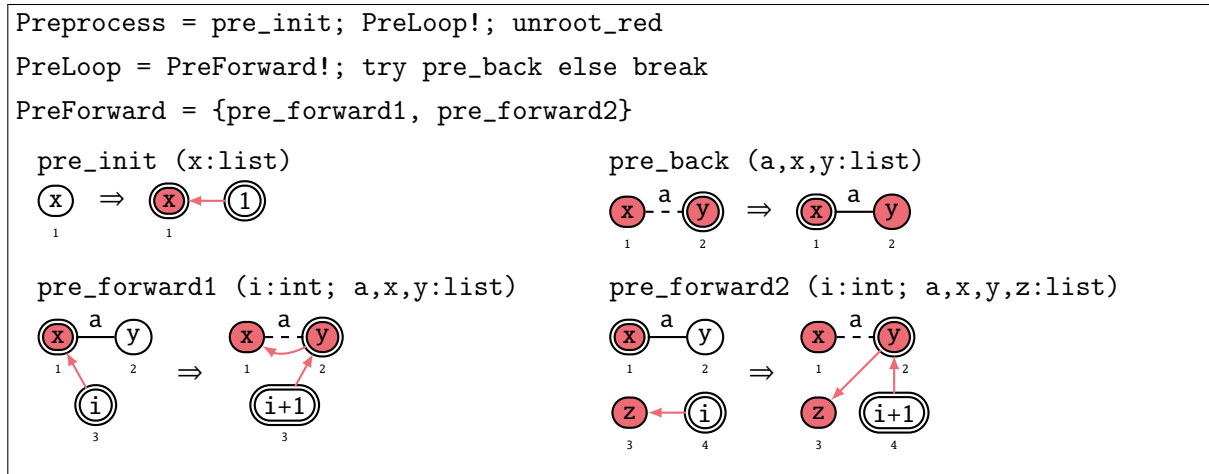 Preprocess = pre_init; PreLoop!; unroot_red
PreLoop = PreForward!; try pre_back else break
PreForward = {pre_forward1, pre_forward2}
pre_init (x:list)
x ⇒ x 1
1 1
pre_back (a,x,y:list)
x a y ⇒ x a y
1 2 1 2
pre_forward1 (i:int; a,x,y:list)
x a y ⇒ x a y
1 2 1 2
i i+1
3 3
pre_forward2 (i:int; a,x,y,z:list)
x a y ⇒ x a y
1 2 1 2
z i z i+1
3 4 3 4